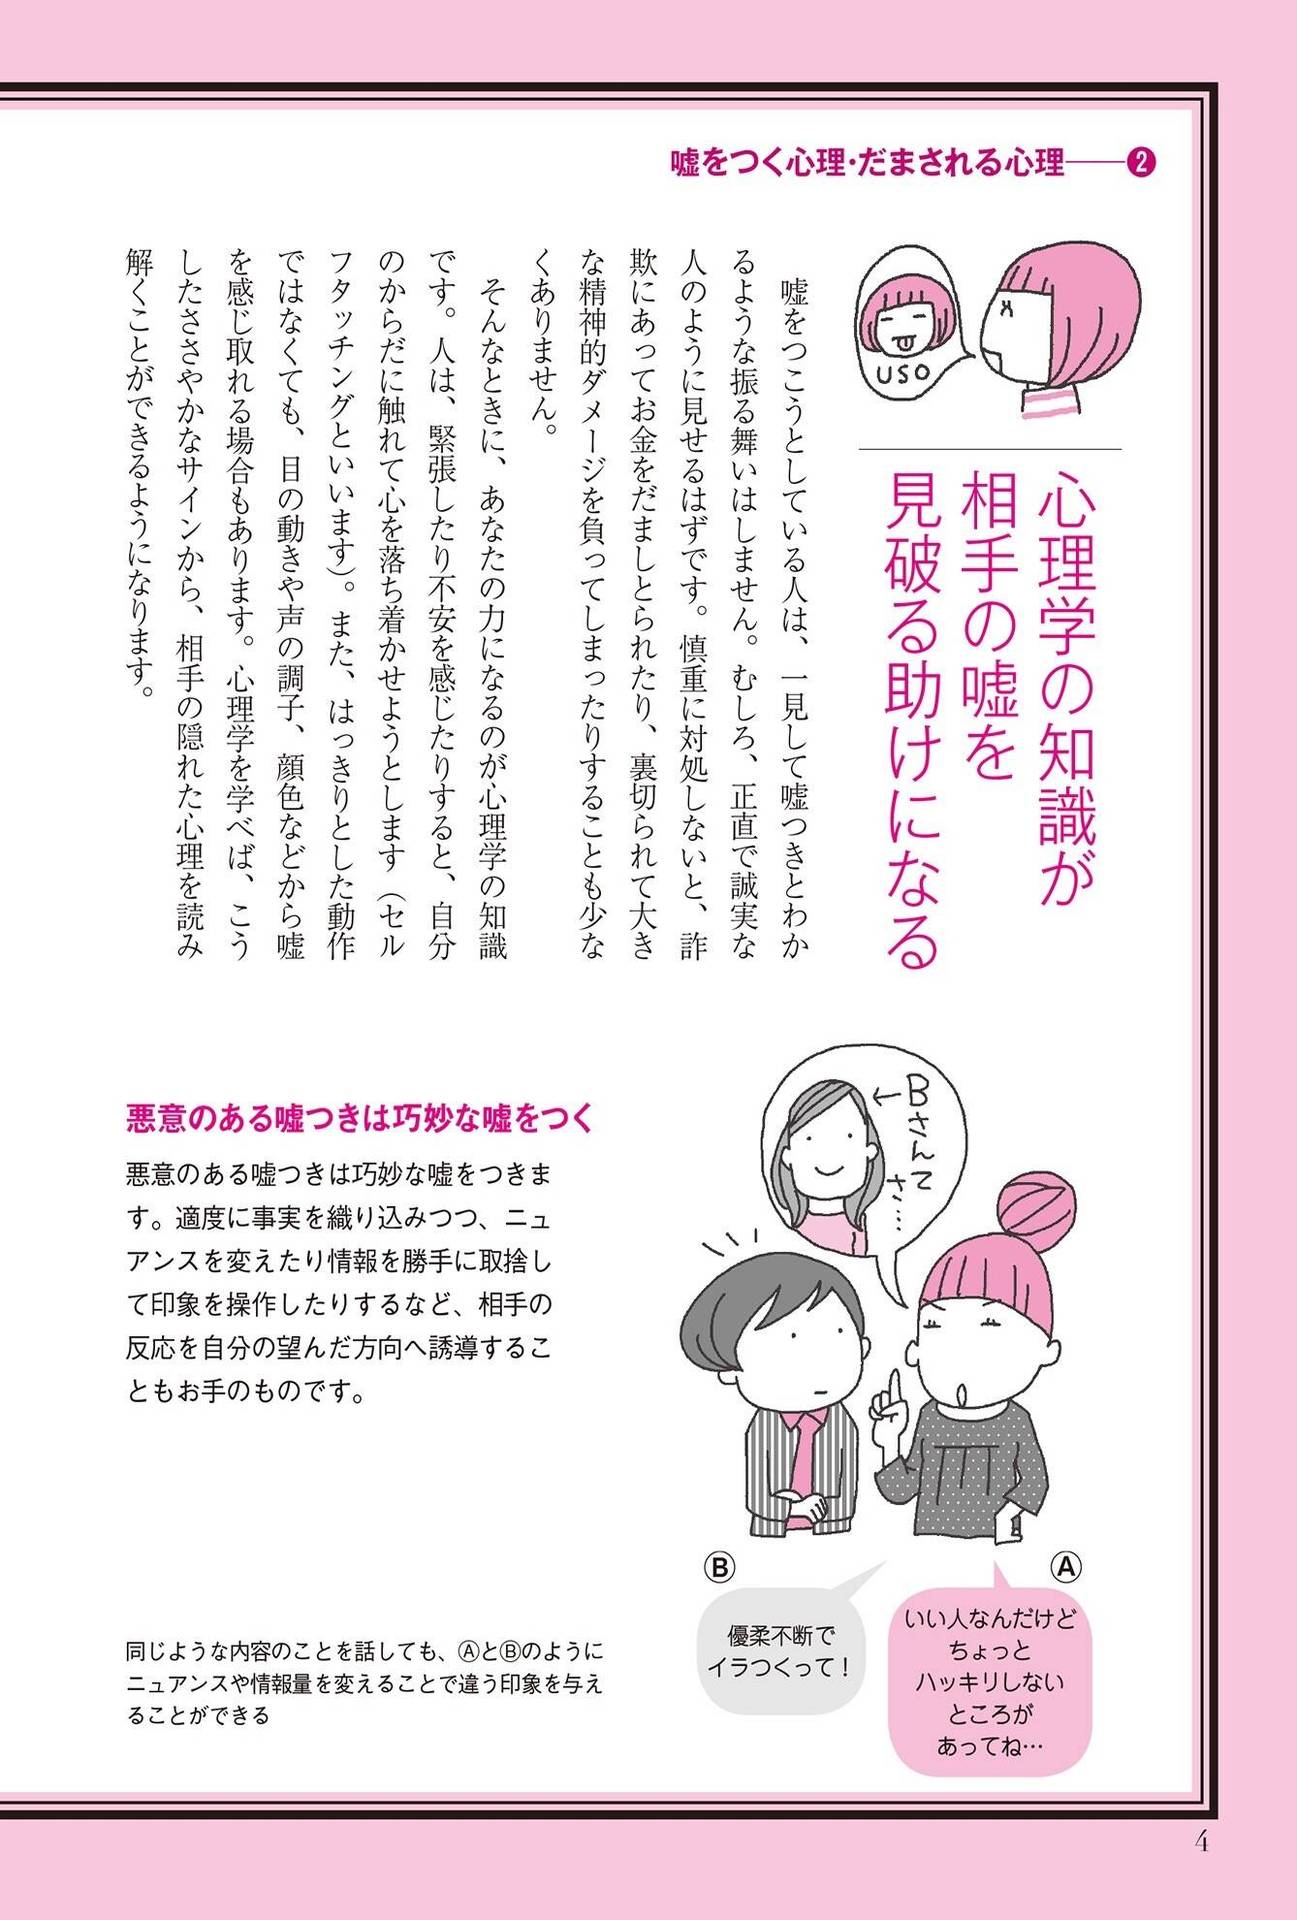 嘘をつく心理・だまされる心理──❷
USO
心理学の知識が
相手の嘘を
見破る助けになる
嘘をつこうとしている人は、一見して嘘つきとわか
るような振る舞いはしません。むしろ、正直で誠実な
人のように見せるはずです。慎重に対処しないと、詐
欺にあってお金をだましとられたり、裏切られて大き
な精神的ダメージを負ってしまったりすることも少な
くありません。
そんなときに、あなたの力になるのが心理学の知識
です。人は、緊張したり不安を感じたりすると、自分
のからだに触れて心を落ち着かせようとします（セル
フタッチングといいます）。また、はっきりとした動作
ではなくても、目の動きや声の調子、顔色などから嘘
を感じ取れる場合もあります。心理学を学べば、こう
したささやかなサインから、相手の隠れた心理を読み
解くことができるようになります。
←Bさんて
さ…
Ⓐ
いい人なんだけど
ちょっと
ハッキリしない
ところが
あってね…
Ⓑ
優柔不断で
イラつくって！
悪意のある嘘つきは巧妙な嘘をつく
悪意のある嘘つきは巧妙な嘘をつきま
す。適度に事実を織り込みつつ、ニュ
アンスを変えたり情報を勝手に取捨し
て印象を操作したりするなど、相手の
反応を自分の望んだ方向へ誘導するこ
ともお手のものです。
同じような内容のことを話しても、ⒶとⒷのように
ニュアンスや情報量を変えることで違う印象を与え
ることができる
4